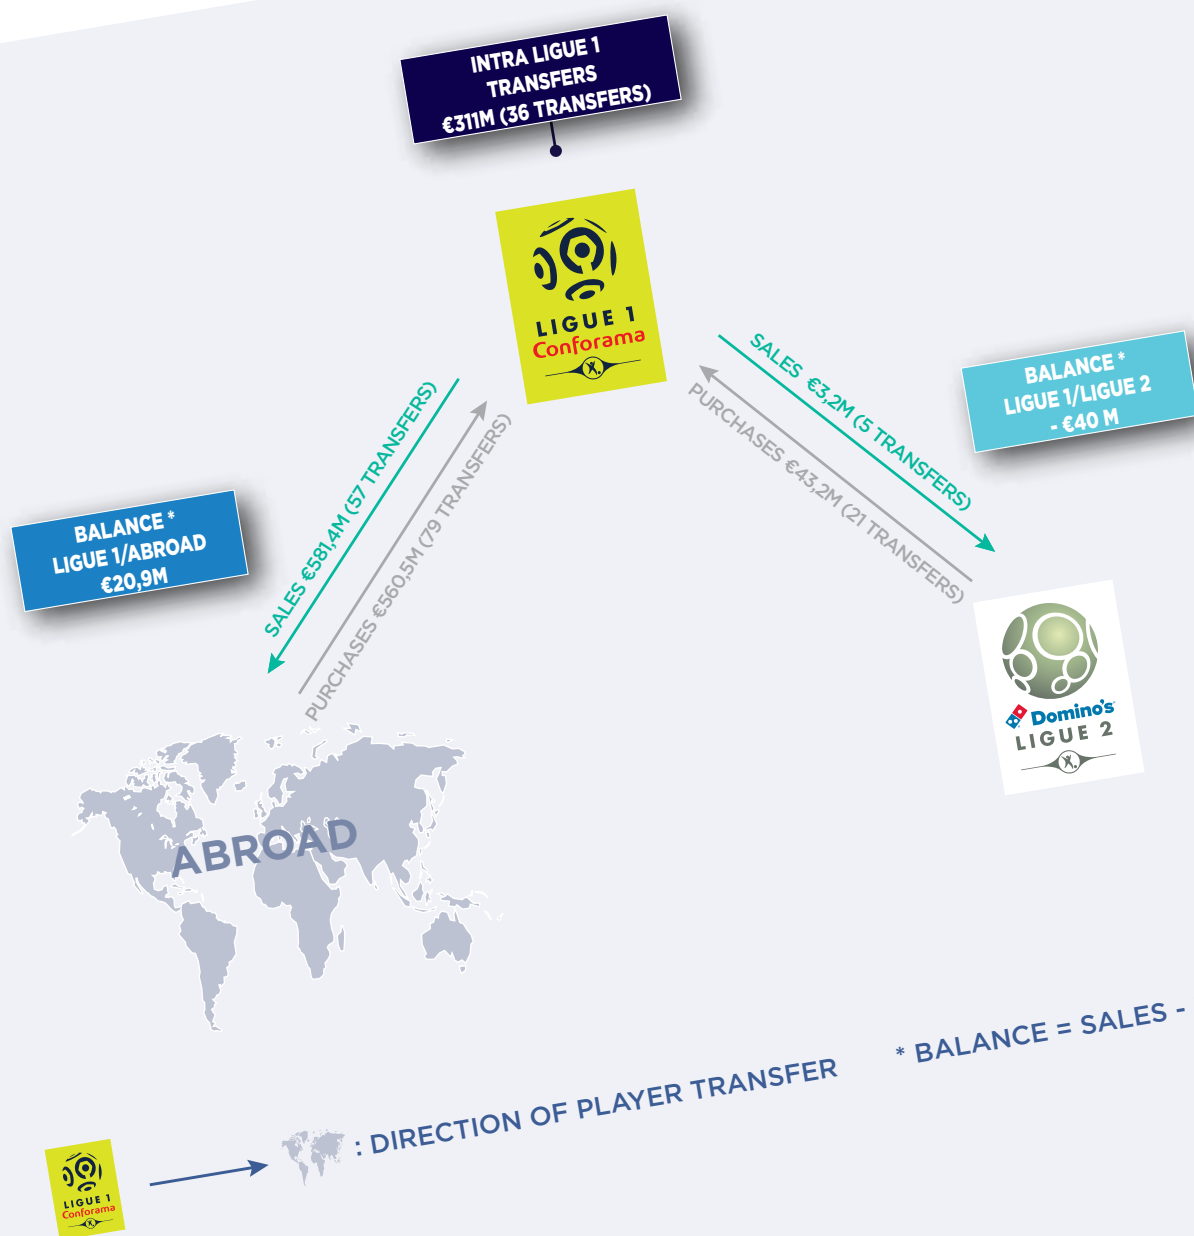 INTRA LIGUE 1
TRANSFERS
€311M (36 TRANSFERS)
LIGUE 1
Conforama
SALES €3,2M (5 TRANSFERS)
PURCHASES €43,2M (21 TRANSFERS)
BALANCE *
LIGUE 1/LIGUE 2
- €40 M
SALES €581,4M (57 TRANSFERS)
PURCHASES €560,5M (79 TRANSFERS)
BALANCE *
LIGUE 1/ABROAD
€20,9M
Domino's
LIGUE 2
ABROAD
* BALANCE = SALES -
: DIRECTION OF PLAYER TRANSFER
LIGUE 1
Conforama